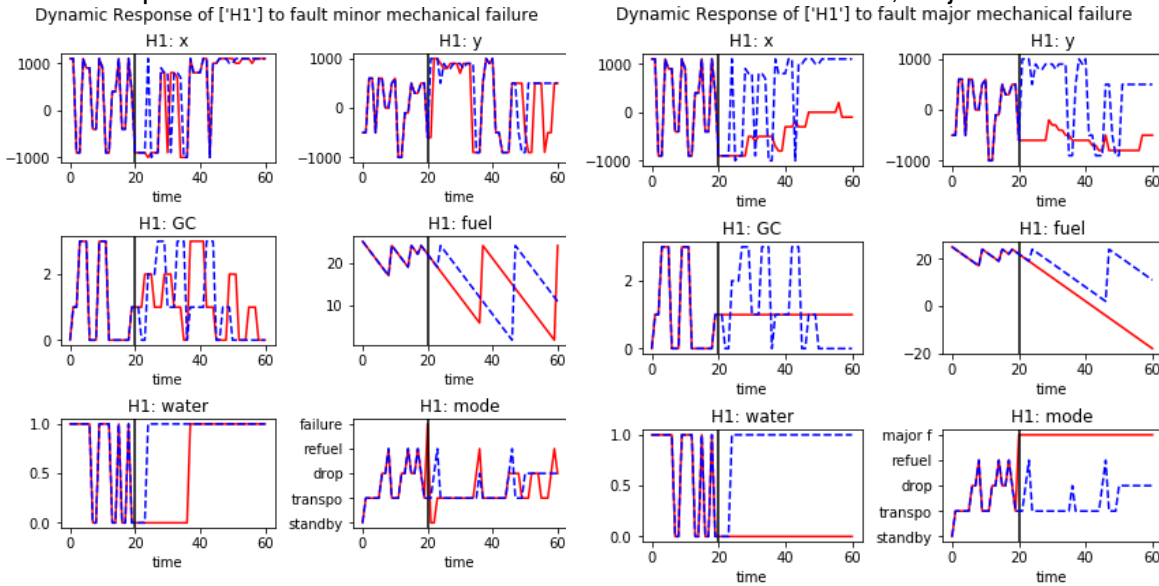 Dynamic Response of ['H1'] to fault minor mechanical failure
H1: x
H1: y
1000
0
−1000
0 20 40 60
time
1000
0
−1000
0 20 40 60
time
H1: GC
H1: fuel
2
0
0 20 40 60
time
20
10
0 20 40 60
time
H1: water
H1: mode
1.0
0.5
0.0
0 20 40 60
time
failure
refuel
drop
transpo
standby
0 20 40 60
time
Dynamic Response of ['H1'] to fault major mechanical failure
H1: x
H1: y
1000
0
−1000
0 20 40 60
time
1000
0
−1000
0 20 40 60
time
H1: GC
H1: fuel
2
0
0 20 40 60
time
20
0
−20
0 20 40 60
time
H1: water
H1: mode
1.0
0.5
0.0
0 20 40 60
time
major f
refuel
drop
transpo
standby
0 20 40 60
time